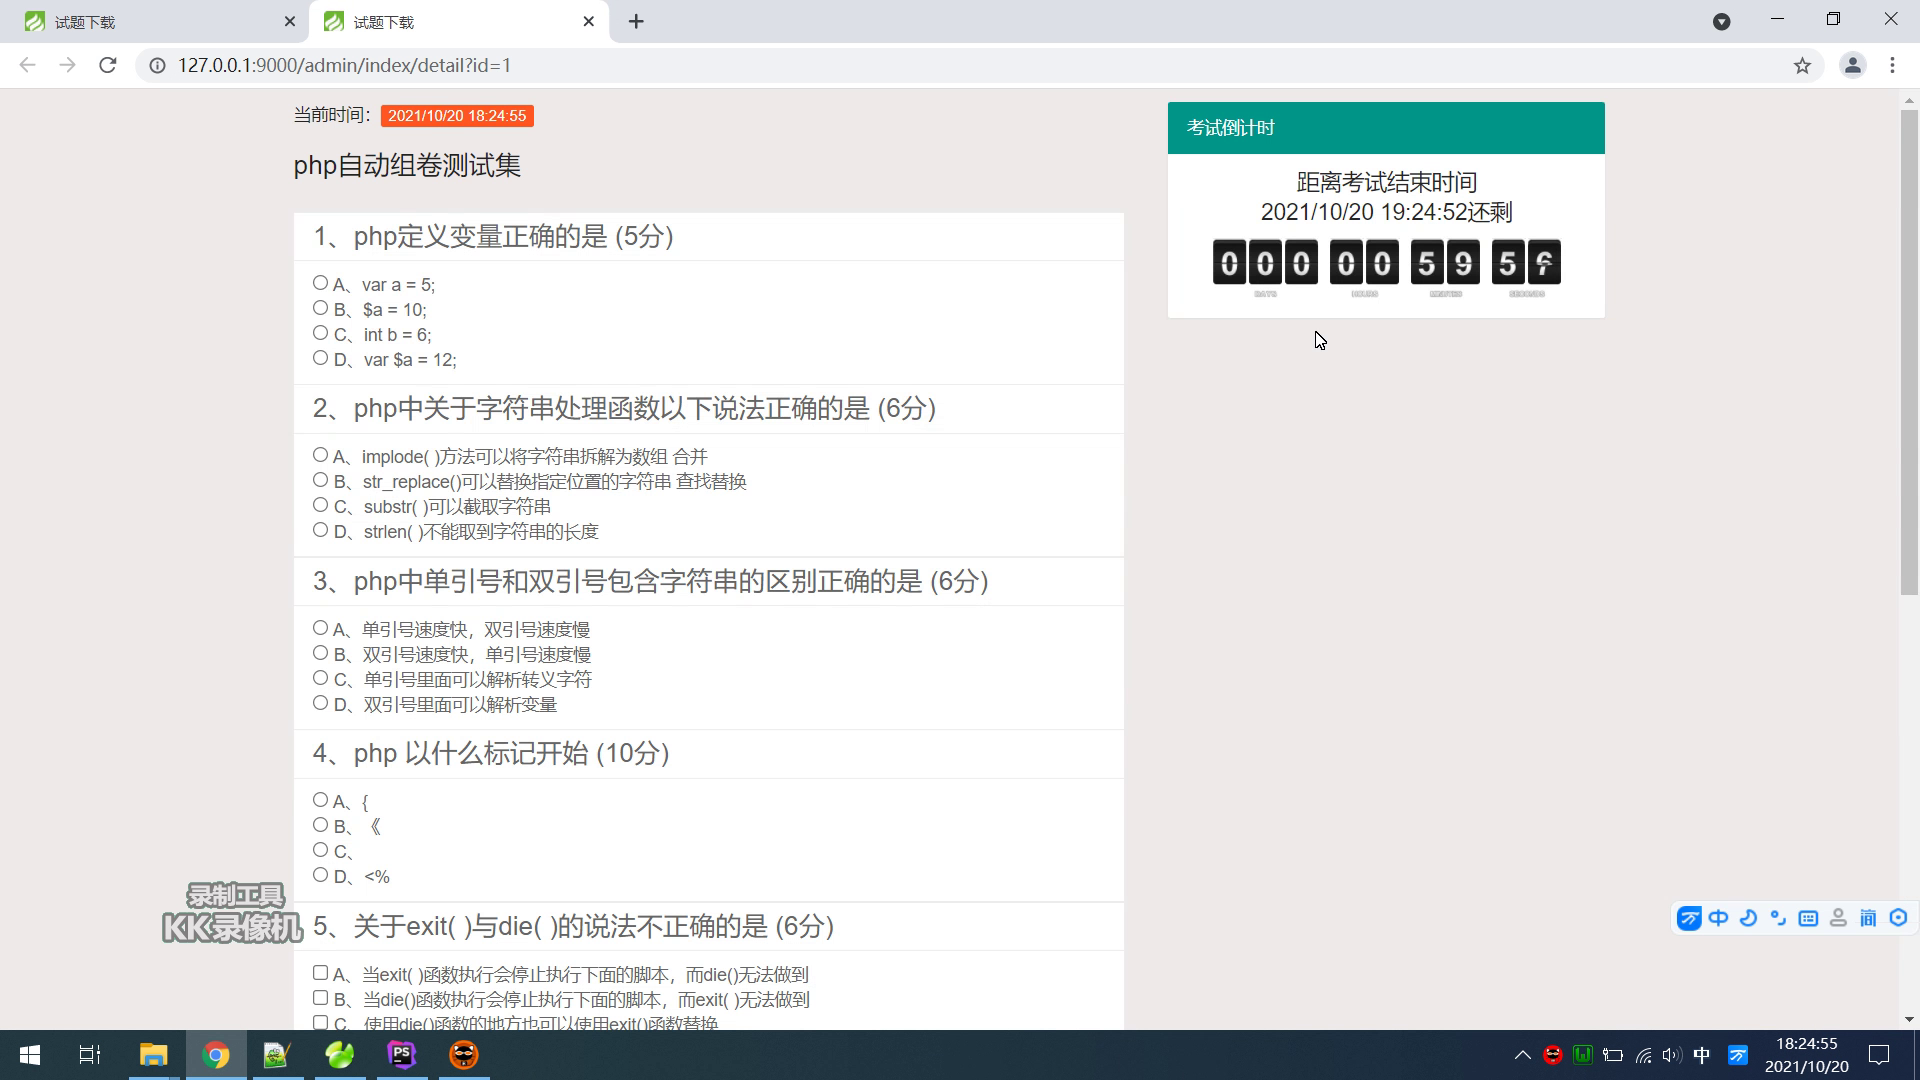 试题下载
试题下载
127.0.0.1:9000/admin/index/detail?id=1
当前时间：2021/10/20 18:24:55
php自动组卷测试集
1、php定义变量正确的是 (5分)
A、var a = 5;
B、$a = 10;
C、int b = 6;
D、var $a = 12;
2、php中关于字符串处理函数以下说法正确的是 (6分)
A、implode( )方法可以将字符串拆解为数组 合并
B、str_replace()可以替换指定位置的字符串 查找替换
C、substr( )可以截取字符串
D、strlen( )不能取到字符串的长度
3、php中单引号和双引号包含字符串的区别正确的是 (6分)
A、单引号速度快，双引号速度慢
B、双引号速度快，单引号速度慢
C、单引号里面可以解析转义字符
D、双引号里面可以解析变量
4、php 以什么标记开始 (10分)
A、{
B、《
C、
D、<%
5、关于exit( )与die( )的说法不正确的是 (6分)
A、当exit( )函数执行会停止执行下面的脚本，而die()无法做到
B、当die()函数执行会停止执行下面的脚本，而exit( )无法做到
C、使用die()函数的地方也可以使用exit()函数替换
考试倒计时
距离考试结束时间
2021/10/20 19:24:52还剩
000 00 59 5
DAYS HOURS MINUTES SECONDS
录制工具
KK录像机
中 简
PS
中
18:24:55
2021/10/20